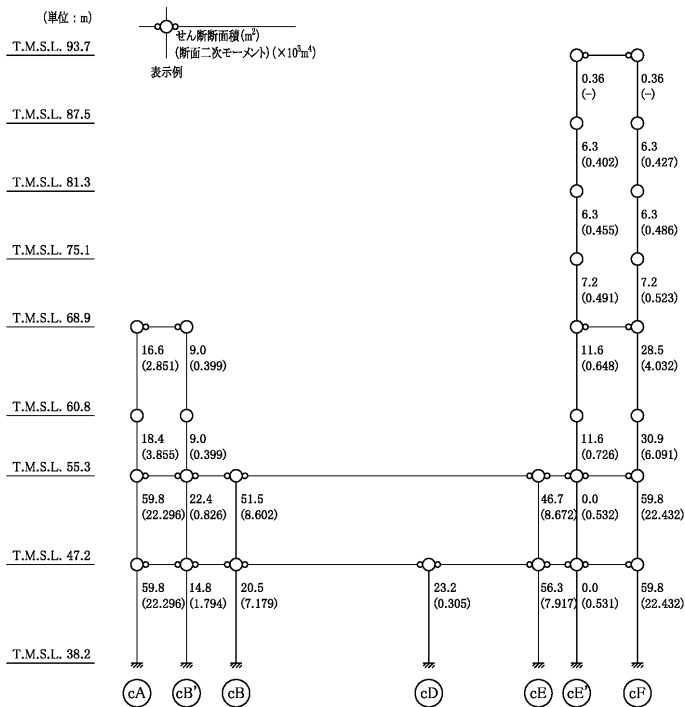 (単位：m)
せん断断面積(m²)
(断面二次モーメント)(×10³m⁴)
表示例
T.M.S.L. 93.7
0.36 0.36
(-) (-)
T.M.S.L. 87.5
6.3 6.3
(0.402) (0.427)
T.M.S.L. 81.3
6.3 6.3
(0.455) (0.486)
T.M.S.L. 75.1
7.2 7.2
(0.491) (0.523)
T.M.S.L. 68.9
16.6 9.0 11.6 28.5
(2.851) (0.399) (0.648) (4.032)
T.M.S.L. 60.8
18.4 9.0 11.6 30.9
(3.855) (0.399) (0.726) (6.091)
T.M.S.L. 55.3
59.8 22.4 51.5 46.7 0.0 59.8
(22.296) (0.826) (8.602) (8.672) (0.532) (22.432)
T.M.S.L. 47.2
59.8 14.8 20.5 23.2 56.3 0.0 59.8
(22.296) (1.794) (7.179) (0.305) (7.917) (0.531) (22.432)
T.M.S.L. 38.2
cA cB' cB cD cE cE' cF